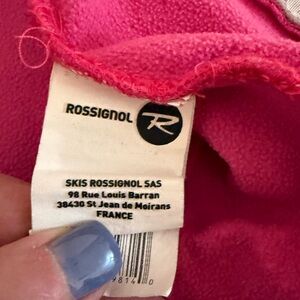 ROSSIGNOL R
SKIS ROSSIGNOL SAS
98 Rue Louis Barran
38430 St Jean de Moirans
FRANCE